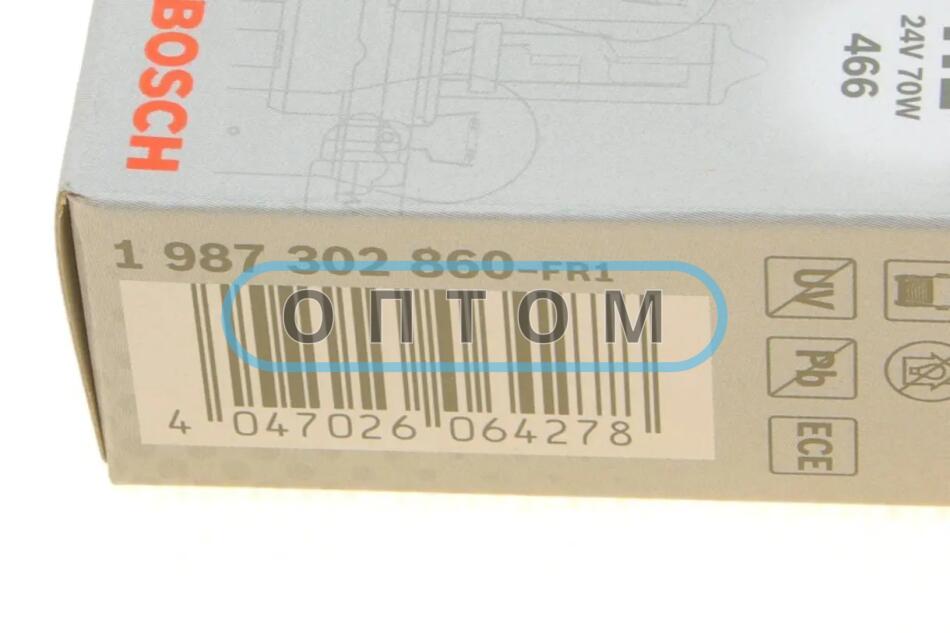 BOSCH
24V 70W
466
1 987 302 860-FR1
ОПТОМ
4 047026 064278
UV
Pb
ECE